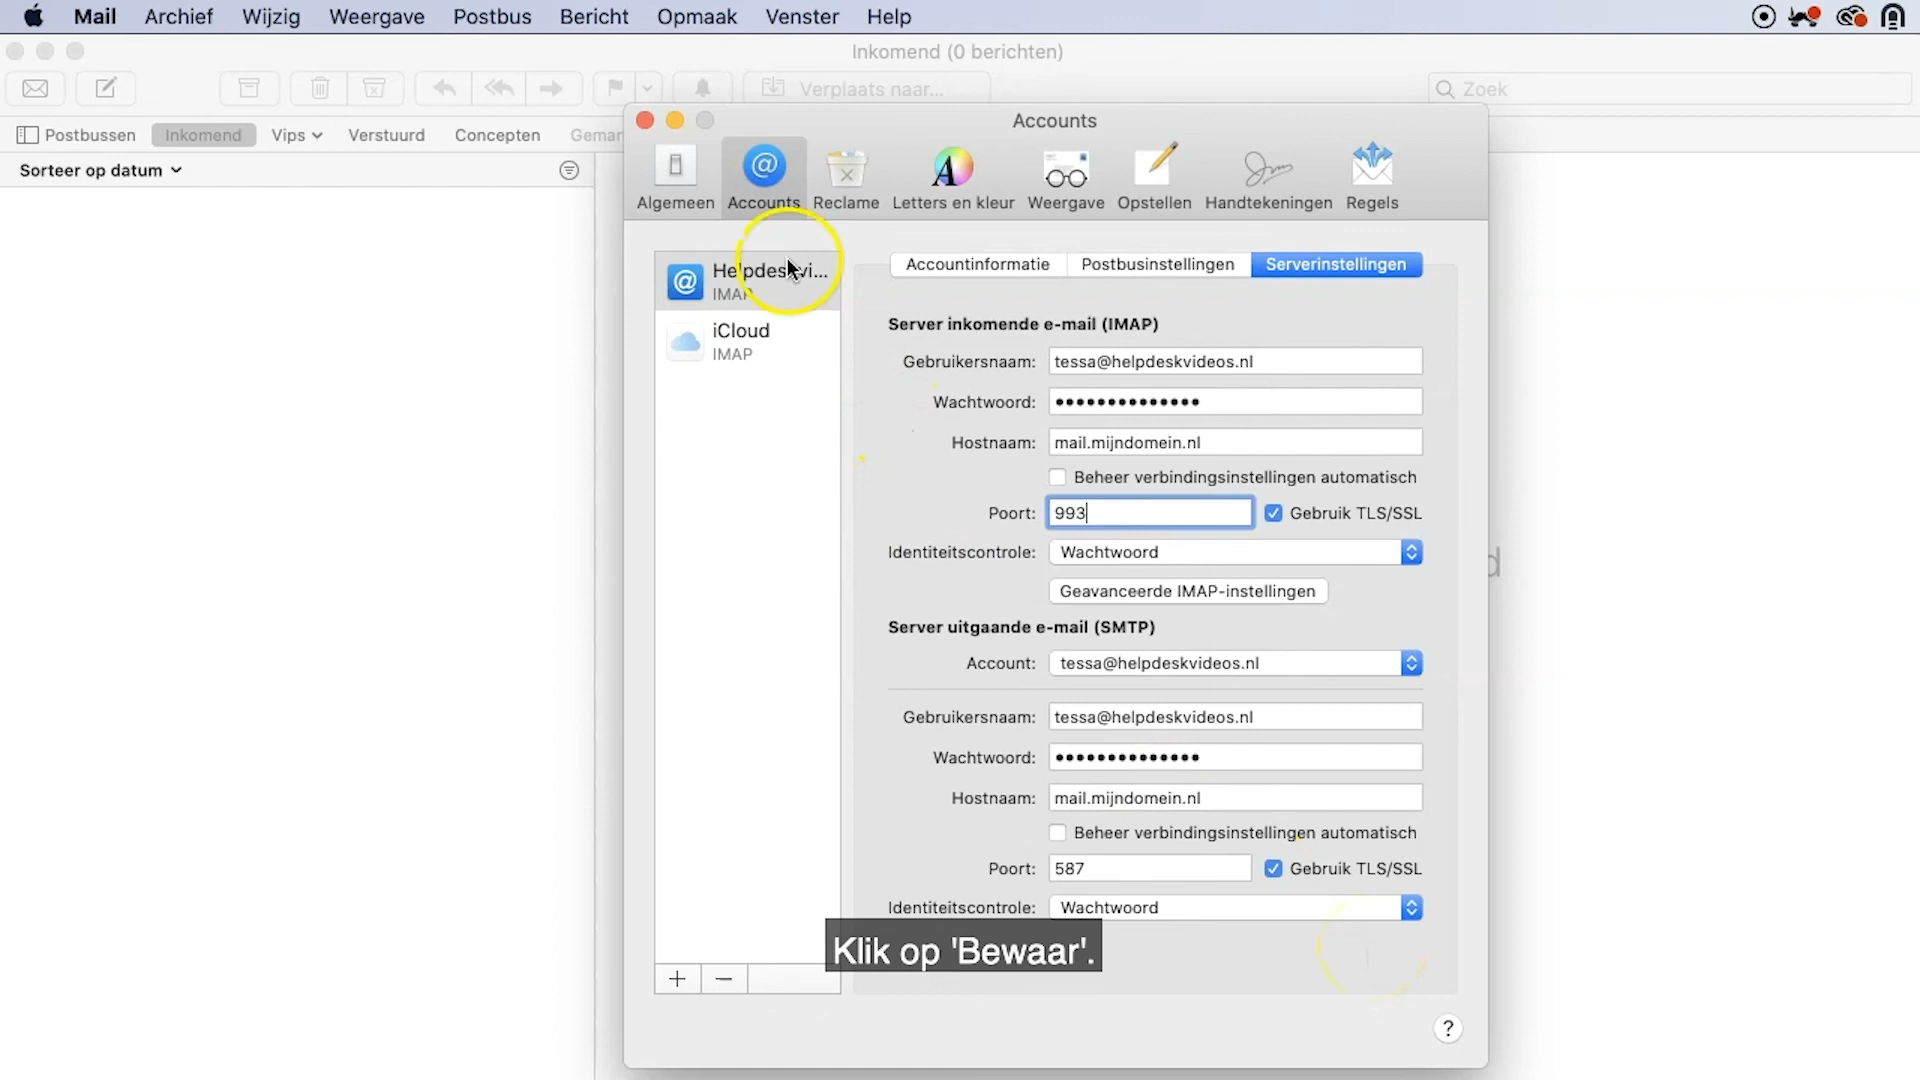 Mail Archief Wijzig Weergave Postbus Bericht Opmaak Venster Help
Inkomend (0 berichten)
Verplaats naar...
Zoek
Postbussen Inkomend Vips Verstuurd Concepten Gemar
Sorteer op datum
Accounts
Algemeen Accounts Reclame Letters en kleur Weergave Opstellen Handtekeningen Regels
Helpdeskvi...
IMAP
iCloud
IMAP
Accountinformatie Postbusinstellingen Serverinstellingen
Server inkomende e-mail (IMAP)
Gebruikersnaam: tessa@helpdeskvideos.nl
Wachtwoord: ••••••••••••••
Hostnaam: mail.mijndomein.nl
Beheer verbindingsinstellingen automatisch
Poort: 993 Gebruik TLS/SSL
Identiteitscontrole: Wachtwoord
Geavanceerde IMAP-instellingen
Server uitgaande e-mail (SMTP)
Account: tessa@helpdeskvideos.nl
Gebruikersnaam: tessa@helpdeskvideos.nl
Wachtwoord: ••••••••••••••
Hostnaam: mail.mijndomein.nl
Beheer verbindingsinstellingen automatisch
Poort: 587 Gebruik TLS/SSL
Identiteitscontrole: Wachtwoord
Klik op 'Bewaar'.
+ −
?
d